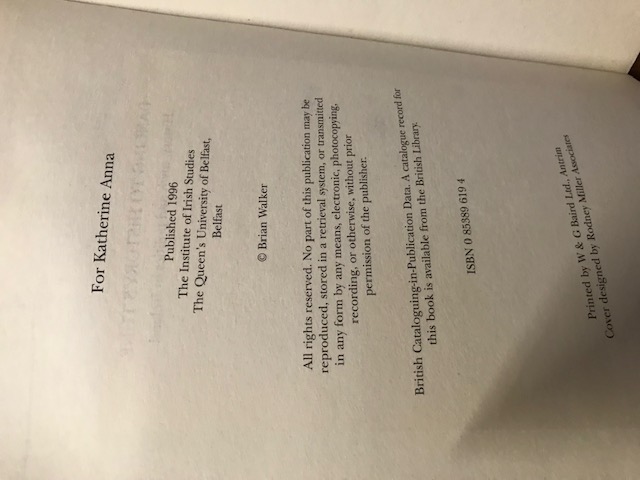 For Katherine Anna
Published 1996
The Institute of Irish Studies
The Queen's University of Belfast,
Belfast
© Brian Walker
All rights reserved. No part of this publication may be
reproduced, stored in a retrieval system, or transmitted
in any form by any means, electronic, photocopying,
recording, or otherwise, without prior
permission of the publisher.
British Cataloguing-in-Publication Data. A catalogue record for
this book is available from the British Library.
ISBN 0 85389 619 4
Printed by W & G Baird Ltd., Antrim
Cover designed by Rodney Miller Associates